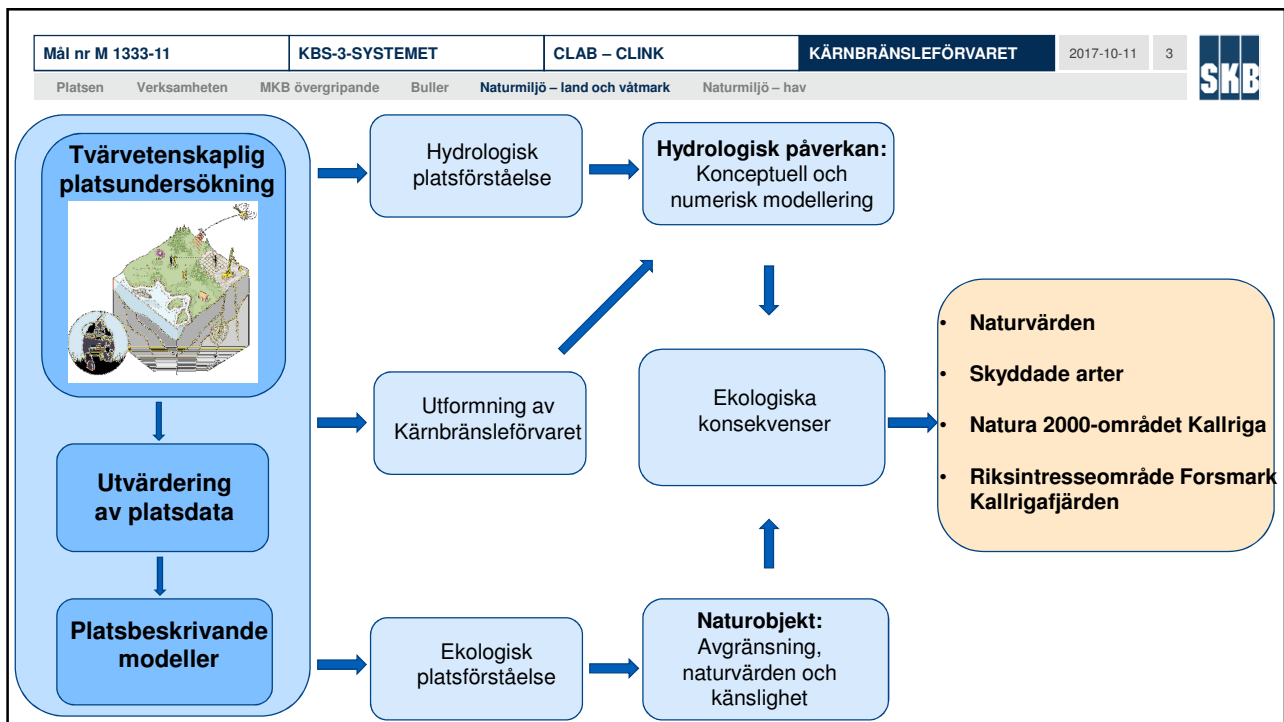 Mål nr M 1333-11 KBS-3-SYSTEMET CLAB – CLINK KÄRNBRÄNSLEFÖRVARET 2017-10-11 3
SKB
Platsen Verksamheten MKB övergripande Buller Naturmiljö – land och våtmark Naturmiljö – hav
Tvärvetenskaplig
platsundersökning
Utvärdering
av platsdata
Platsbeskrivande
modeller
Hydrologisk
platsförståelse
Utformning av
Kärnbränsleförvaret
Ekologisk
platsförståelse
Hydrologisk påverkan:
Konceptuell och
numerisk modellering
Ekologiska
konsekvenser
Naturobjekt:
Avgränsning,
naturvärden och
känslighet
• Naturvärden
• Skyddade arter
• Natura 2000-området Kallriga
• Riksintresseområde Forsmark
Kallrigafjärden